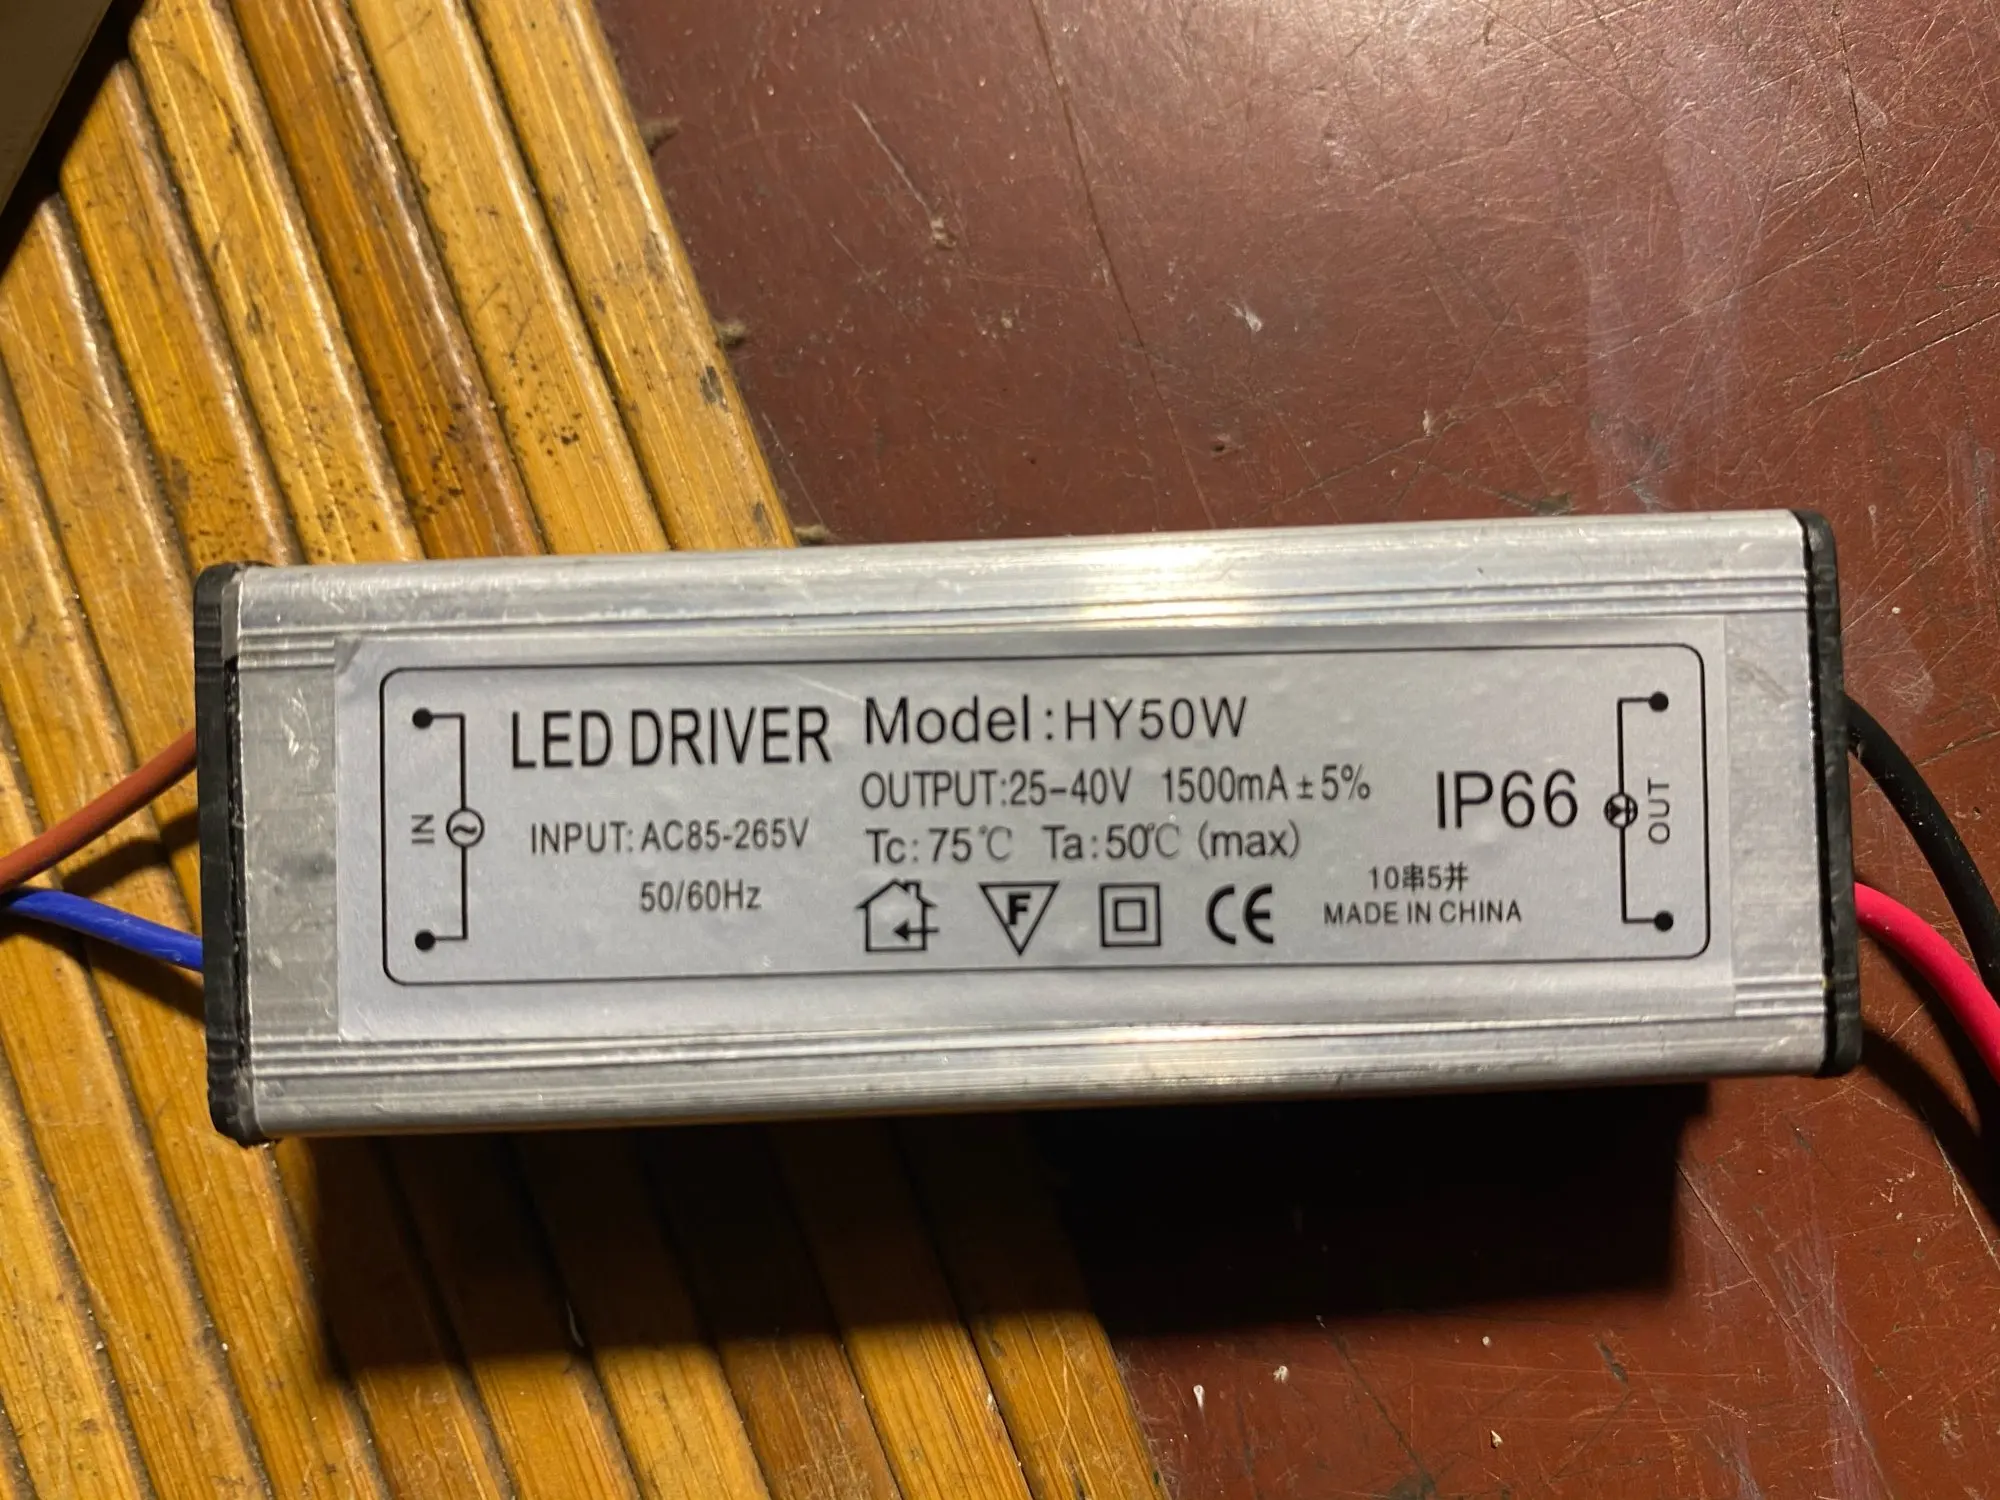 LED DRIVER Model:HY50W
OUTPUT:25-40V 1500mA±5%
INPUT: AC85-265V
50/60Hz
Tc:75℃ Ta:50℃ (max)
IP66
IN
OUT
F
CE
10串5并
MADE IN CHINA